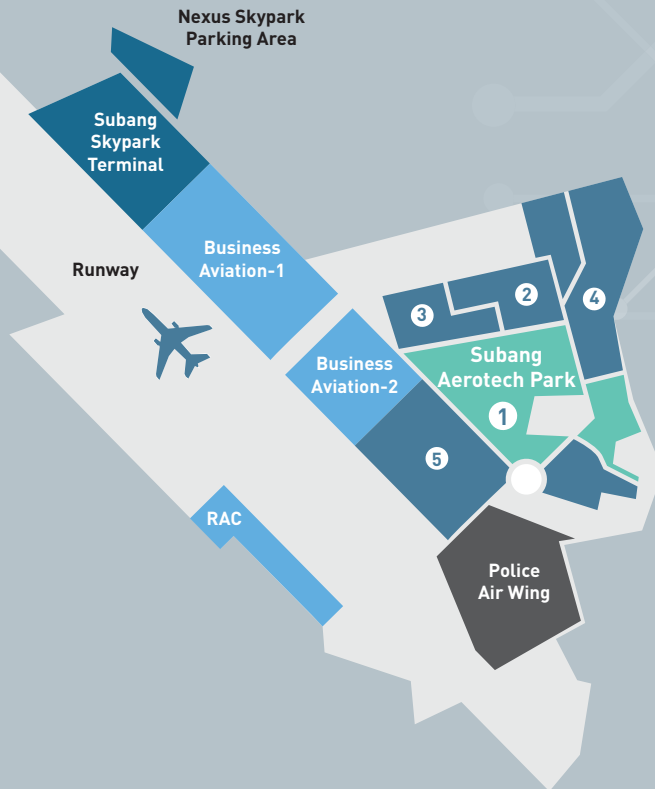 Nexus Skypark
Parking Area
Subang
Skypark
Terminal
Business
Aviation-1
Runway
2
4
3
Subang
Aerotech Park
Business
Aviation-2
1
5
RAC
Police
Air Wing